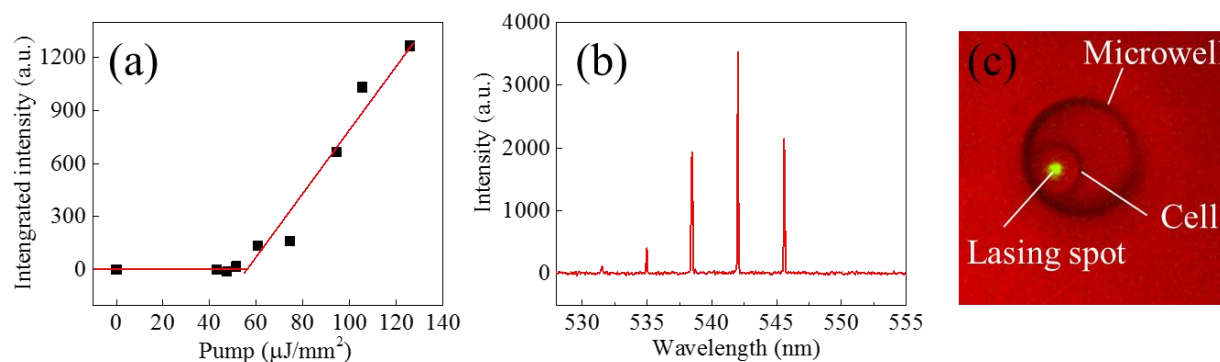 (a)
Intengrated intensity (a.u.)
1200
900
600
300
0
0 20 40 60 80 100 120 140
Pump (μJ/mm²)
(b)
Intensity (a.u.)
4000
3000
2000
1000
0
530 535 540 545 550 555
Wavelength (nm)
(c)
Microwell
Cell
Lasing spot